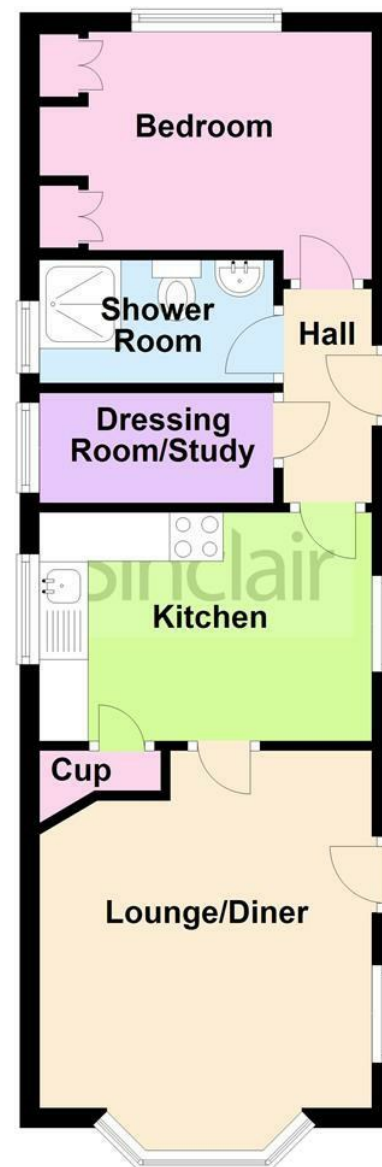 Bedroom
Shower
Room
Hall
Dressing
Room/Study
Sinclair
Kitchen
Cup
Lounge/Diner